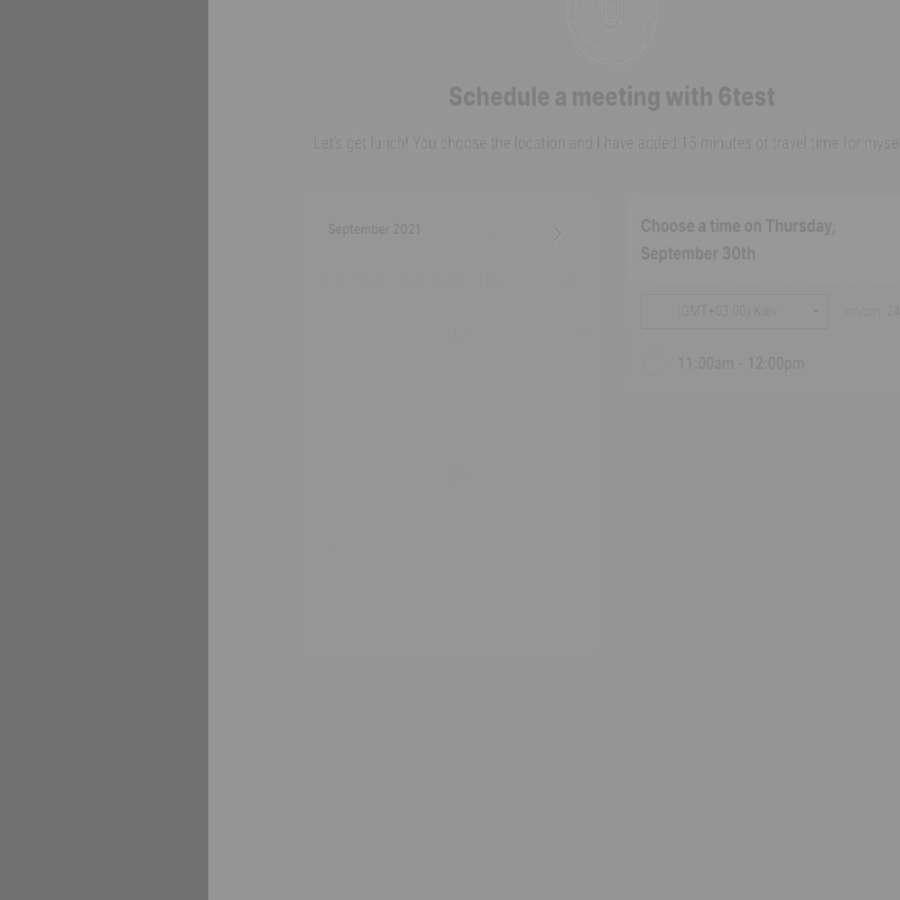 Schedule a meeting with 6test
Let's get lunch! You choose the location and I have added 15 minutes of travel time for myse
September 2021
Choose a time on Thursday,
September 30th
(GMT+03:00) Kiev
am/pm 24
11:00am - 12:00pm